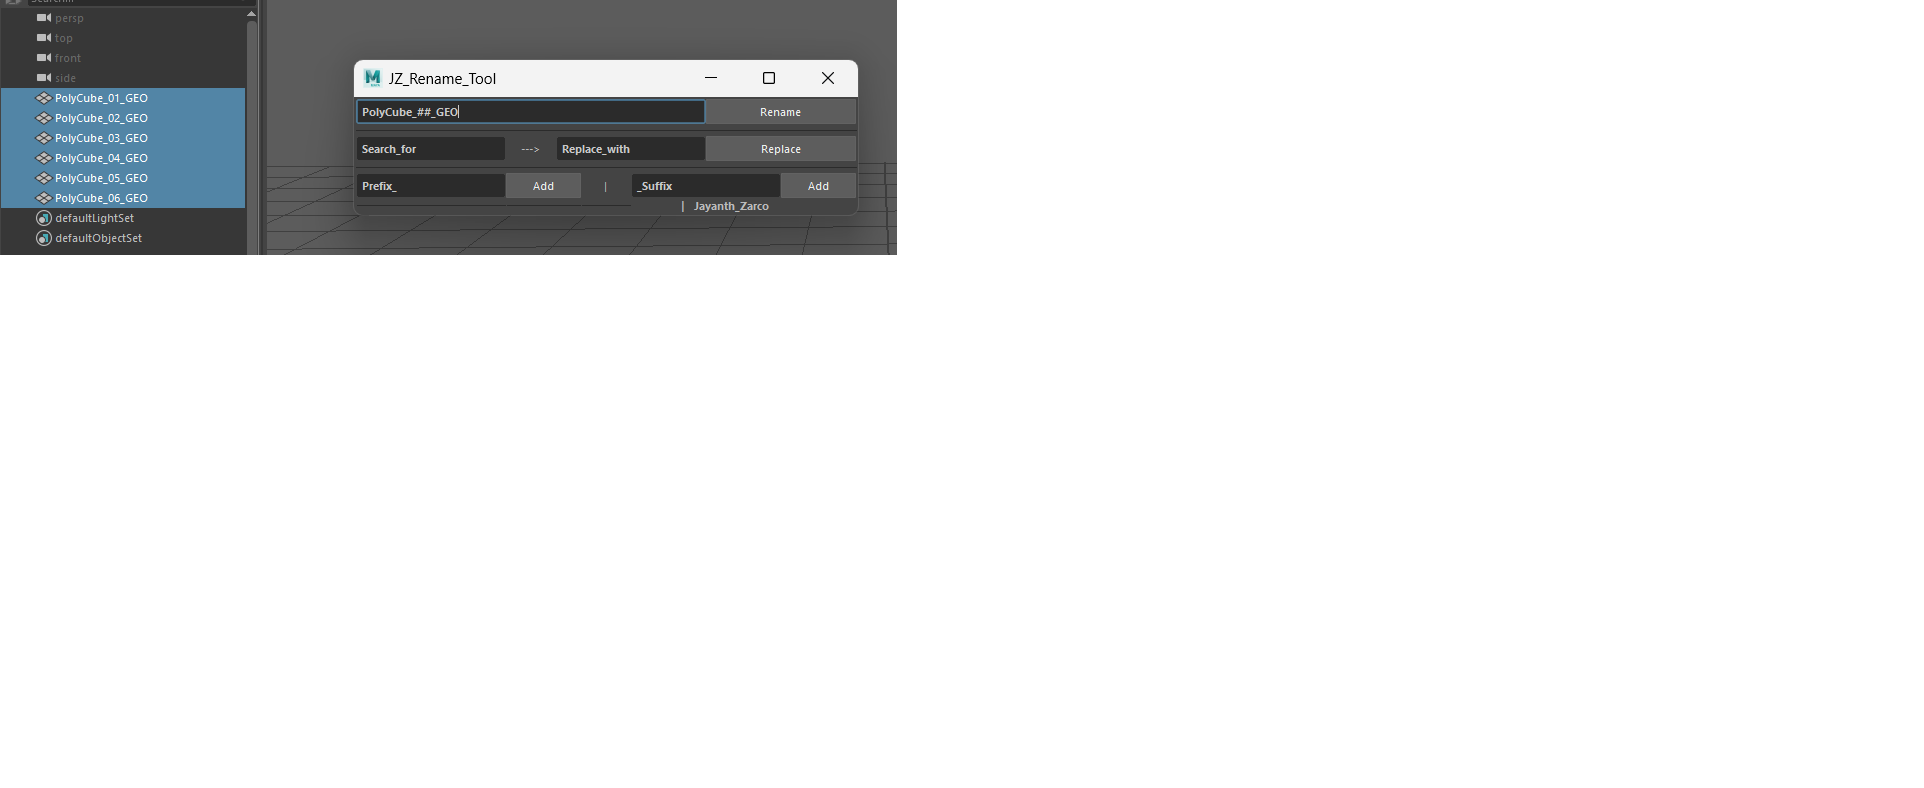 persp
top
front
side
PolyCube_01_GEO
PolyCube_02_GEO
PolyCube_03_GEO
PolyCube_04_GEO
PolyCube_05_GEO
PolyCube_06_GEO
defaultLightSet
defaultObjectSet
JZ_Rename_Tool
PolyCube_##_GEO Rename
Search_for ---> Replace_with Replace
Prefix_ Add | _Suffix Add
| Jayanth_Zarco